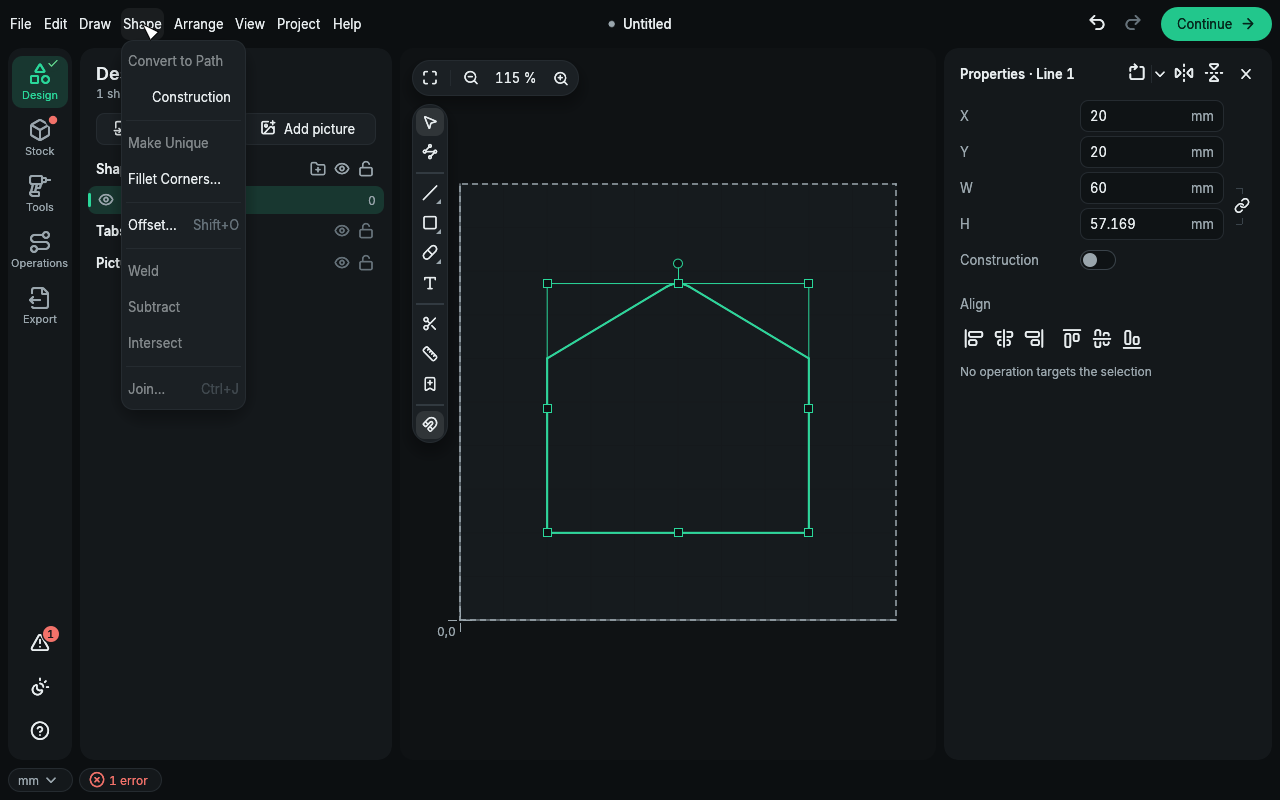 File Edit Draw Shape Arrange View Project Help
Untitled
Continue
Design
Stock
Tools
Operations
Export
1
1 sh
Add picture
0
Convert to Path
Construction
Make Unique
Fillet Corners...
Offset... Shift+O
Weld
Subtract
Intersect
Join... Ctrl+J
115 %
0,0
Properties · Line 1
X 20 mm
Y 20 mm
W 60 mm
H 57.169 mm
Construction
Align
No operation targets the selection
mm
1 error